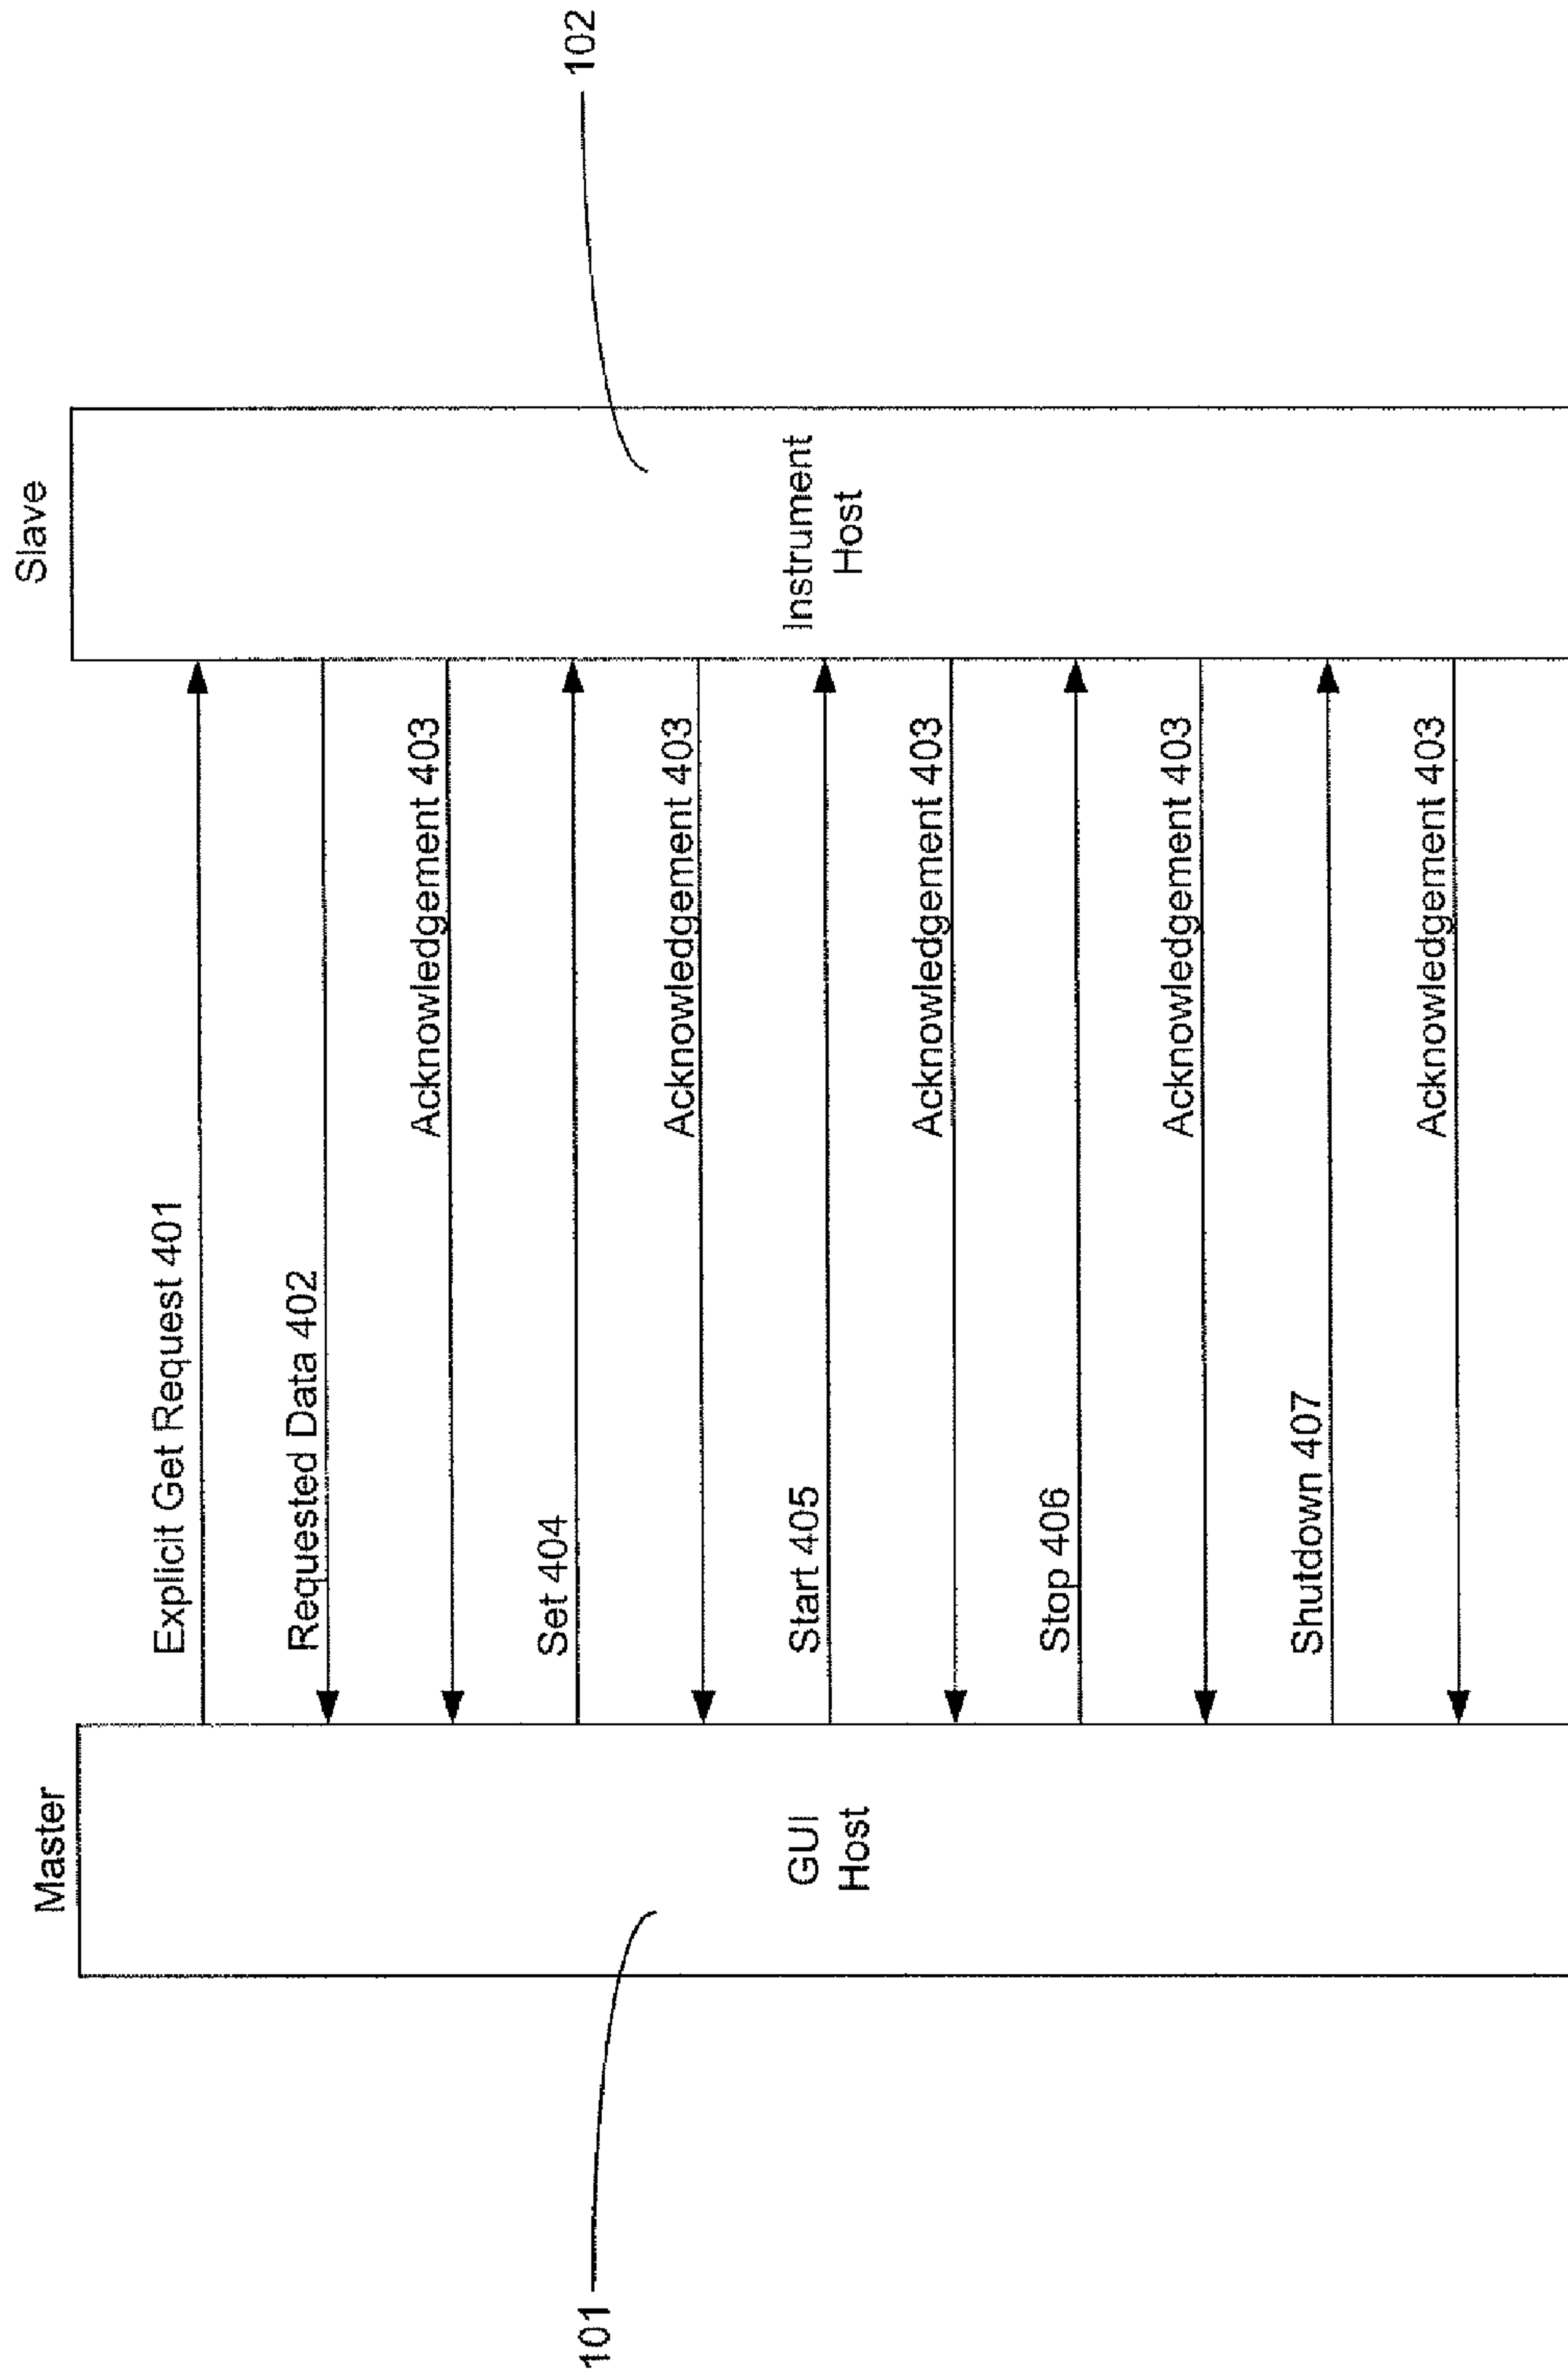 Master
Slave
Explicit Get Request 401
Requested Data 402
Acknowledgement 403
Set 404
102
101
Acknowledgement 403
GUI
Host
Instrument
Host
Start 405
Acknowledgement 403
Stop 406
Acknowledgement 403
Shutdown 407
Acknowledgement 403